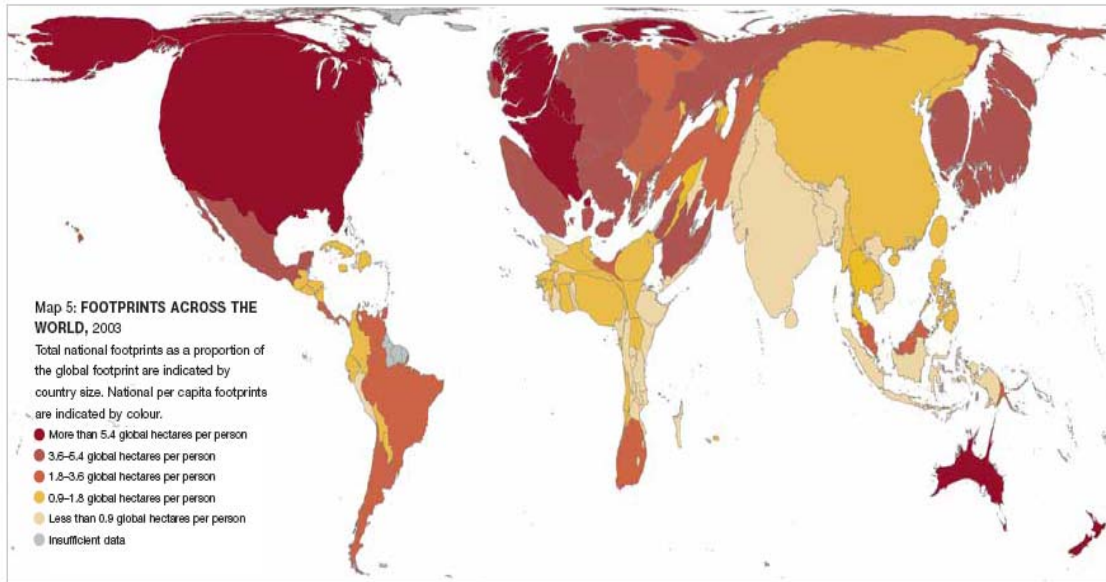 Map 5: FOOTPRINTS ACROSS THE
WORLD, 2003
Total national footprints as a proportion of
the global footprint are indicated by
country size. National per capita footprints
are indicated by colour.
More than 5.4 global hectares per person
3.6–5.4 global hectares per person
1.8–3.6 global hectares per person
0.9–1.8 global hectares per person
Less than 0.9 global hectares per person
Insufficient data